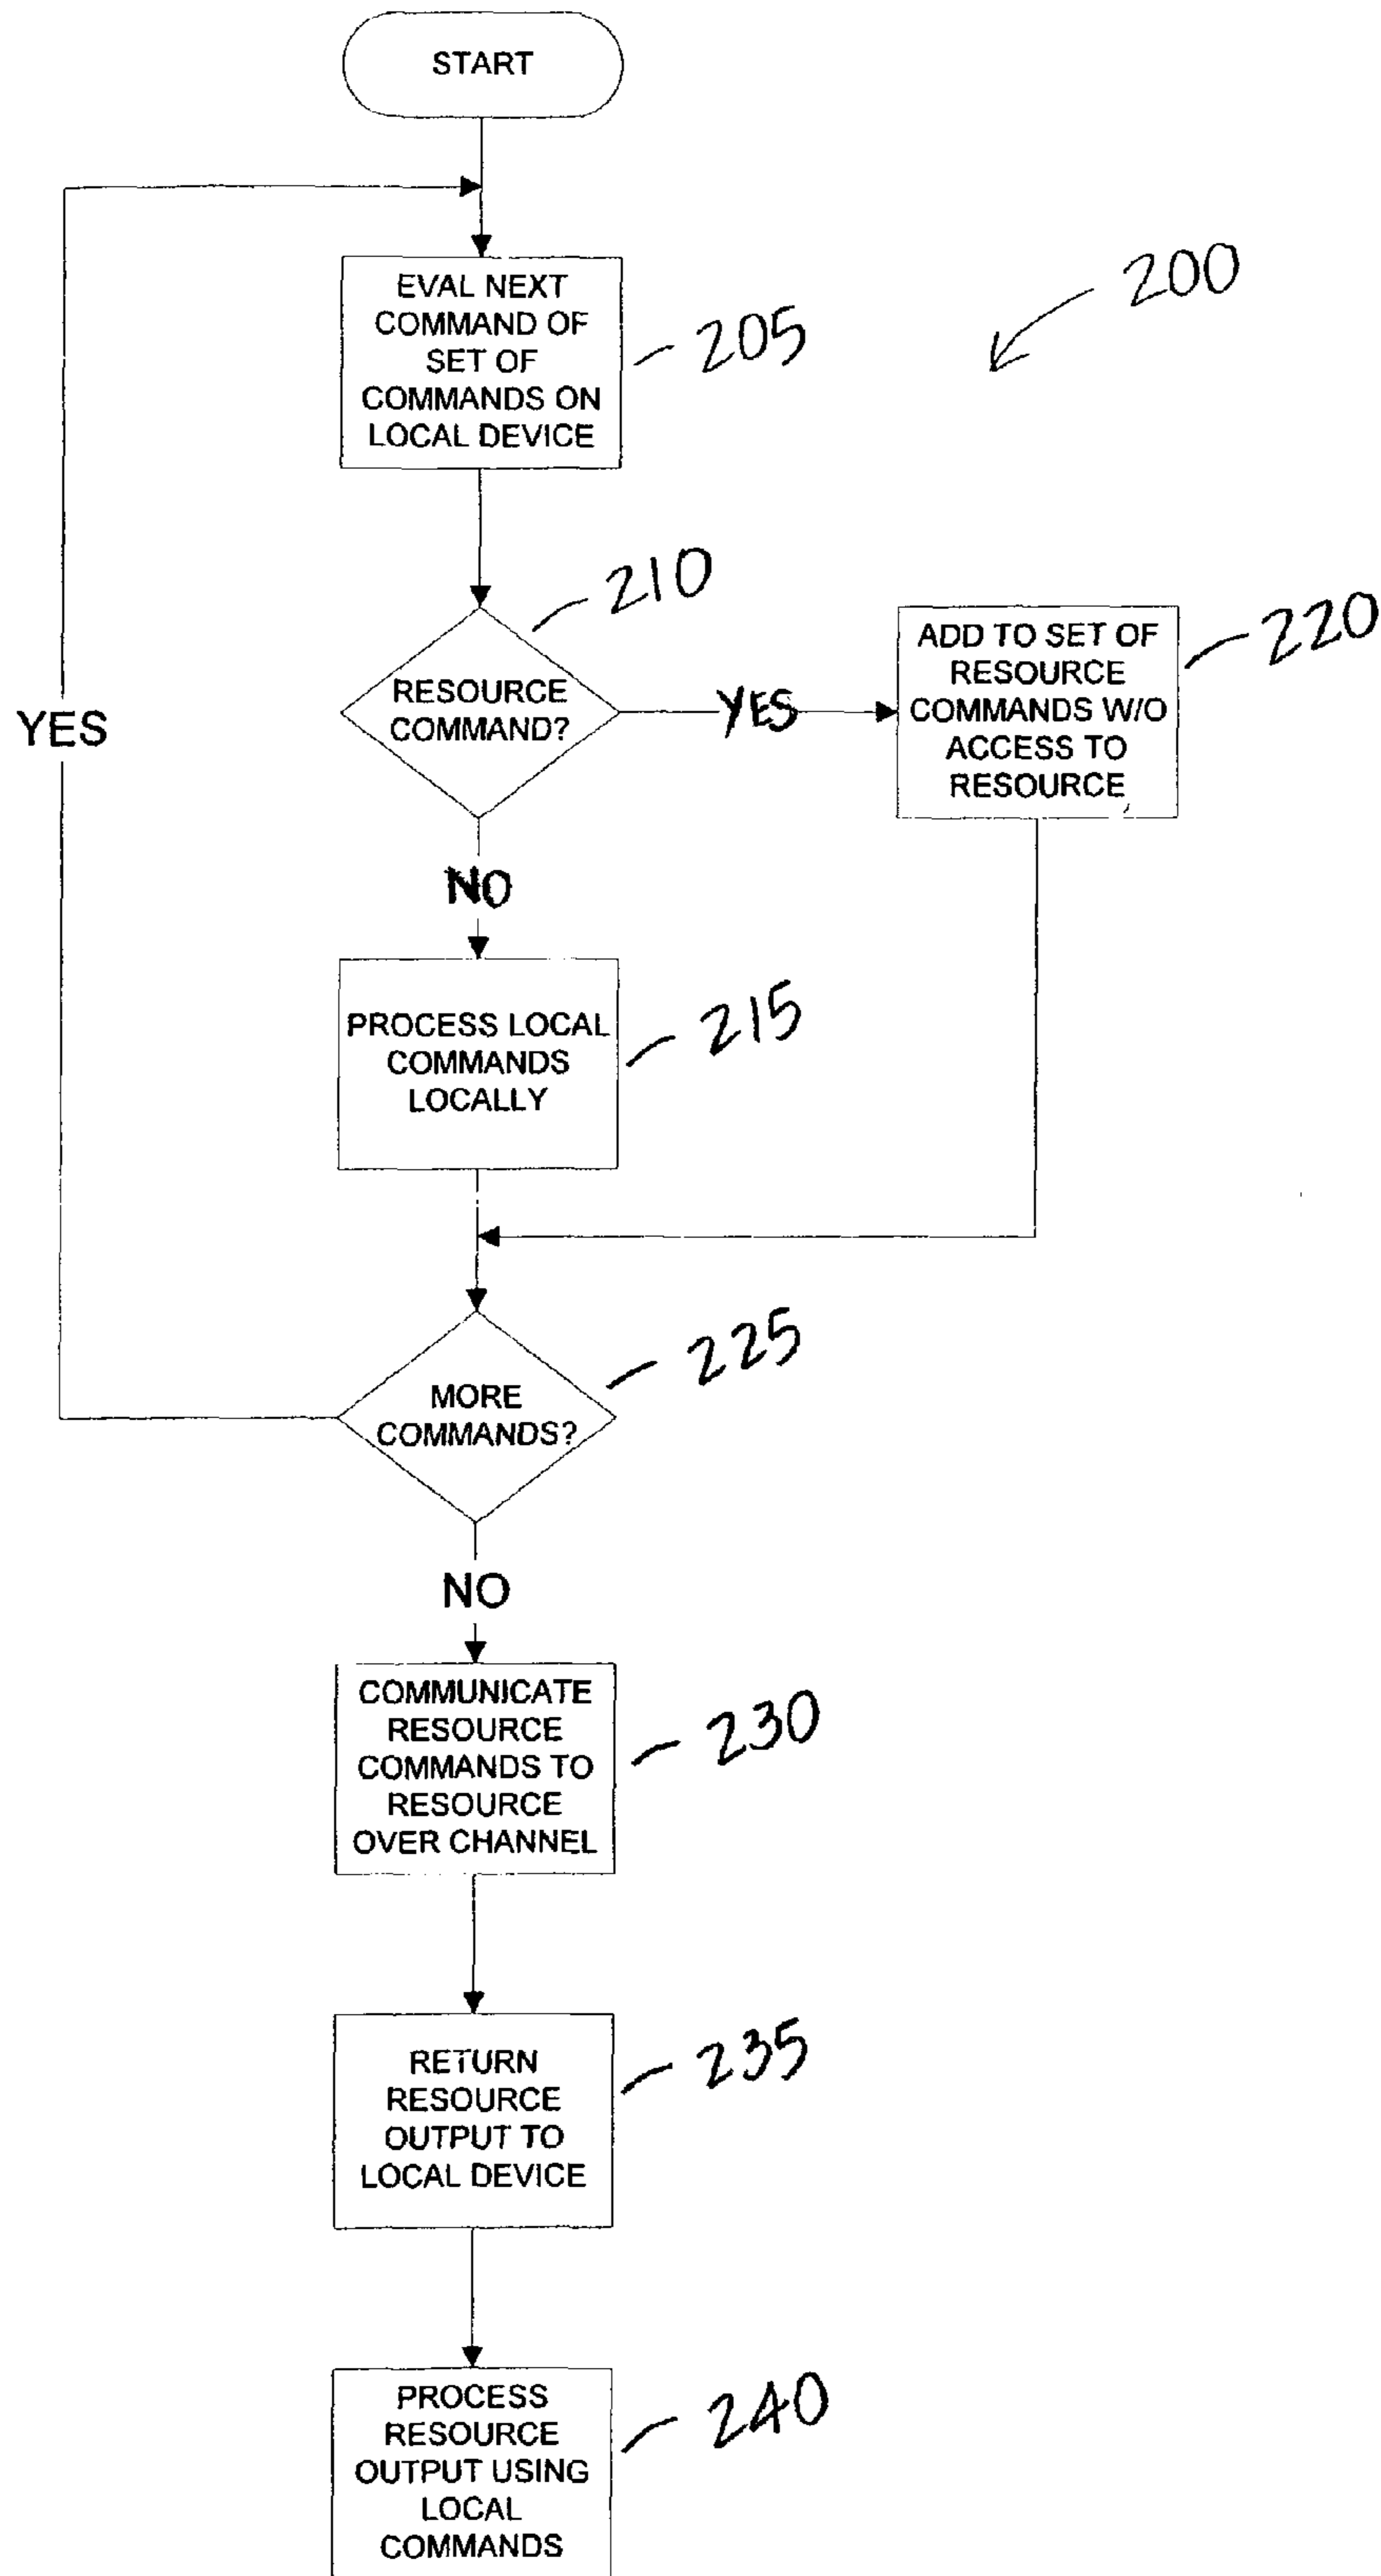 START
EVAL NEXT
COMMAND OF
SET OF
COMMANDS ON
LOCAL DEVICE
205
200
210
RESOURCE
COMMAND?
YES
ADD TO SET OF
RESOURCE
COMMANDS W/O
ACCESS TO
RESOURCE
220
YES
NO
PROCESS LOCAL
COMMANDS
LOCALLY
215
MORE
COMMANDS?
225
NO
COMMUNICATE
RESOURCE
COMMANDS TO
RESOURCE
OVER CHANNEL
230
RETURN
RESOURCE
OUTPUT TO
LOCAL DEVICE
235
PROCESS
RESOURCE
OUTPUT USING
LOCAL
COMMANDS
240